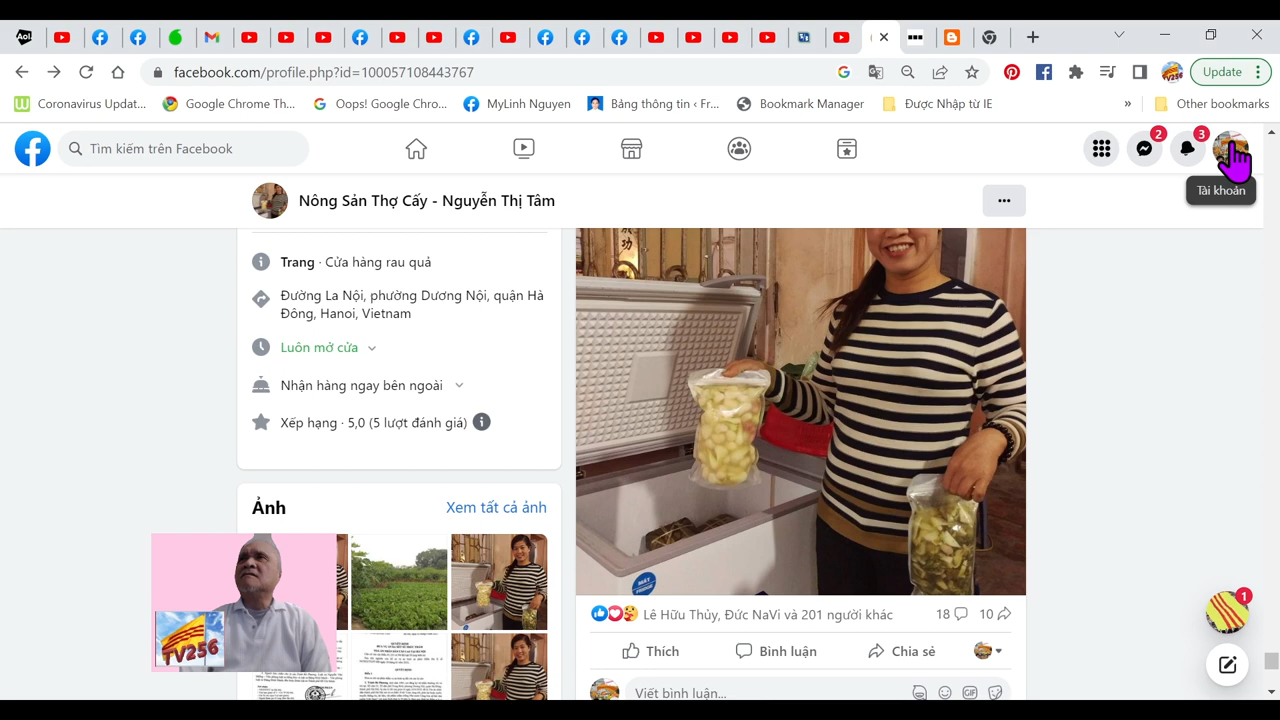 Aol
facebook.com/profile.php?id=100057108443767
Update
Coronavirus Updat...
Google Chrome Th...
Oops! Google Chro...
MyLinh Nguyen
Bảng thông tin ‹ Fr...
Bookmark Manager
Được Nhập từ IE
»
Other bookmarks
Tìm kiếm trên Facebook
2
3
Tài khoản
Nông Sản Thợ Cấy - Nguyễn Thị Tâm
Trang · Cửa hàng rau quả
Đường La Nội, phường Dương Nội, quận Hà
Đông, Hanoi, Vietnam
Luôn mở cửa
Nhận hàng ngay bên ngoài
Xếp hạng · 5,0 (5 lượt đánh giá)
Ảnh
Xem tất cả ảnh
TV256
成
功
Lê Hữu Thủy, Đức NaVi và 201 người khác
18
10
Thích
Bình luận
Chia sẻ
Viết bình luận...
1